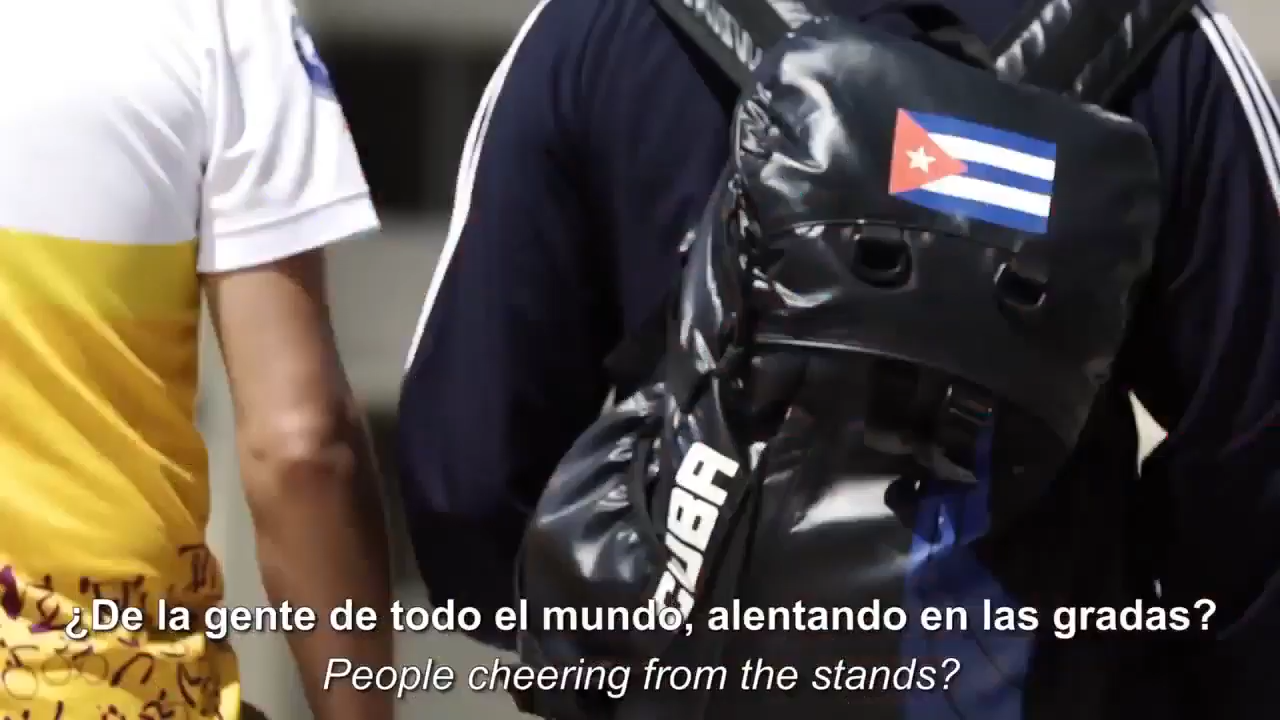 CUBA
¿De la gente de todo el mundo, alentando en las gradas?
People cheering from the stands?